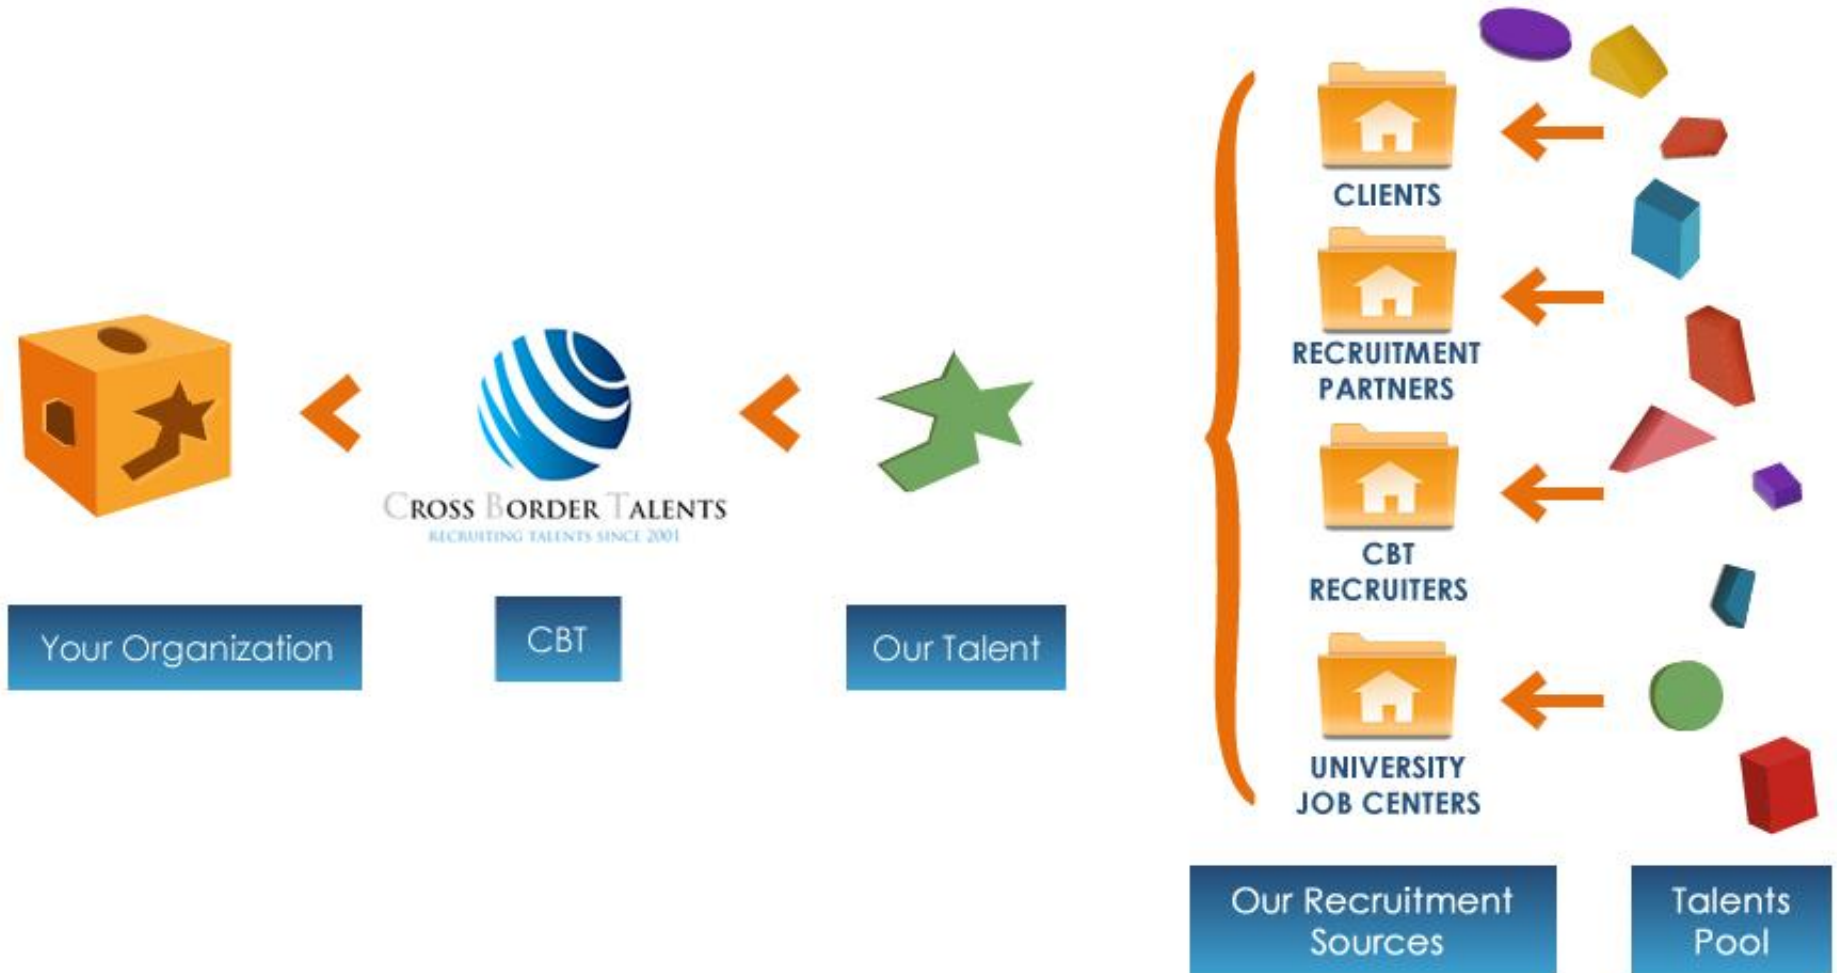 CLIENTS
RECRUITMENT
PARTNERS
CROSS BORDER TALENTS
RECRUITING TALENTS SINCE 2001
CBT
RECRUITERS
Your Organization
CBT
Our Talent
UNIVERSITY
JOB CENTERS
Our Recruitment
Sources
Talents
Pool